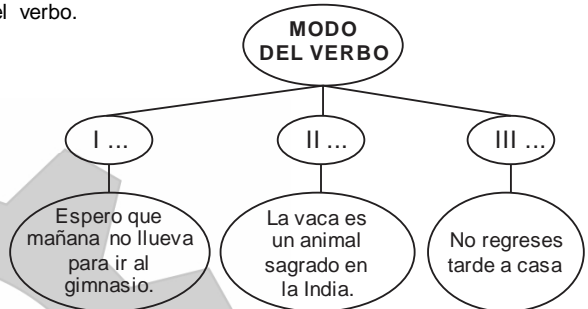 el verbo.
MODO
DEL VERBO
I ...
II ...
III ...
Espero que
mañana no llueva
para ir al
gimnasio.
La vaca es
un animal
sagrado en
la India.
No regreses
tarde a casa